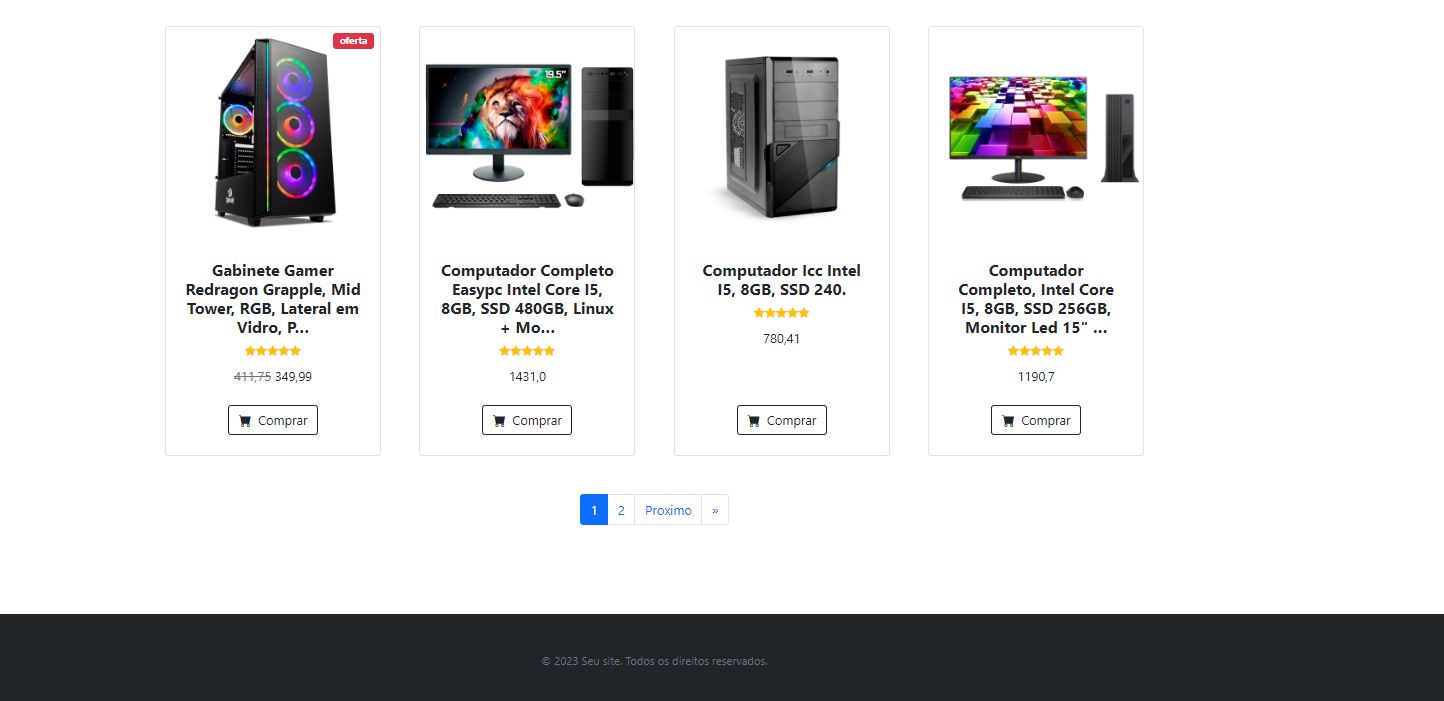 oferta
19.5"
Gabinete Gamer
Redragon Grapple, Mid
Tower, RGB, Lateral em
Vidro, P...
411,75 349,99
Comprar
Computador Completo
Easypc Intel Core I5,
8GB, SSD 480GB, Linux
+ Mo...
1431,0
Comprar
Computador Icc Intel
I5, 8GB, SSD 240.
780,41
Comprar
Computador
Completo, Intel Core
I5, 8GB, SSD 256GB,
Monitor Led 15" ...
1190,7
Comprar
1 2 Proximo »
© 2023 Seu site. Todos os direitos reservados.